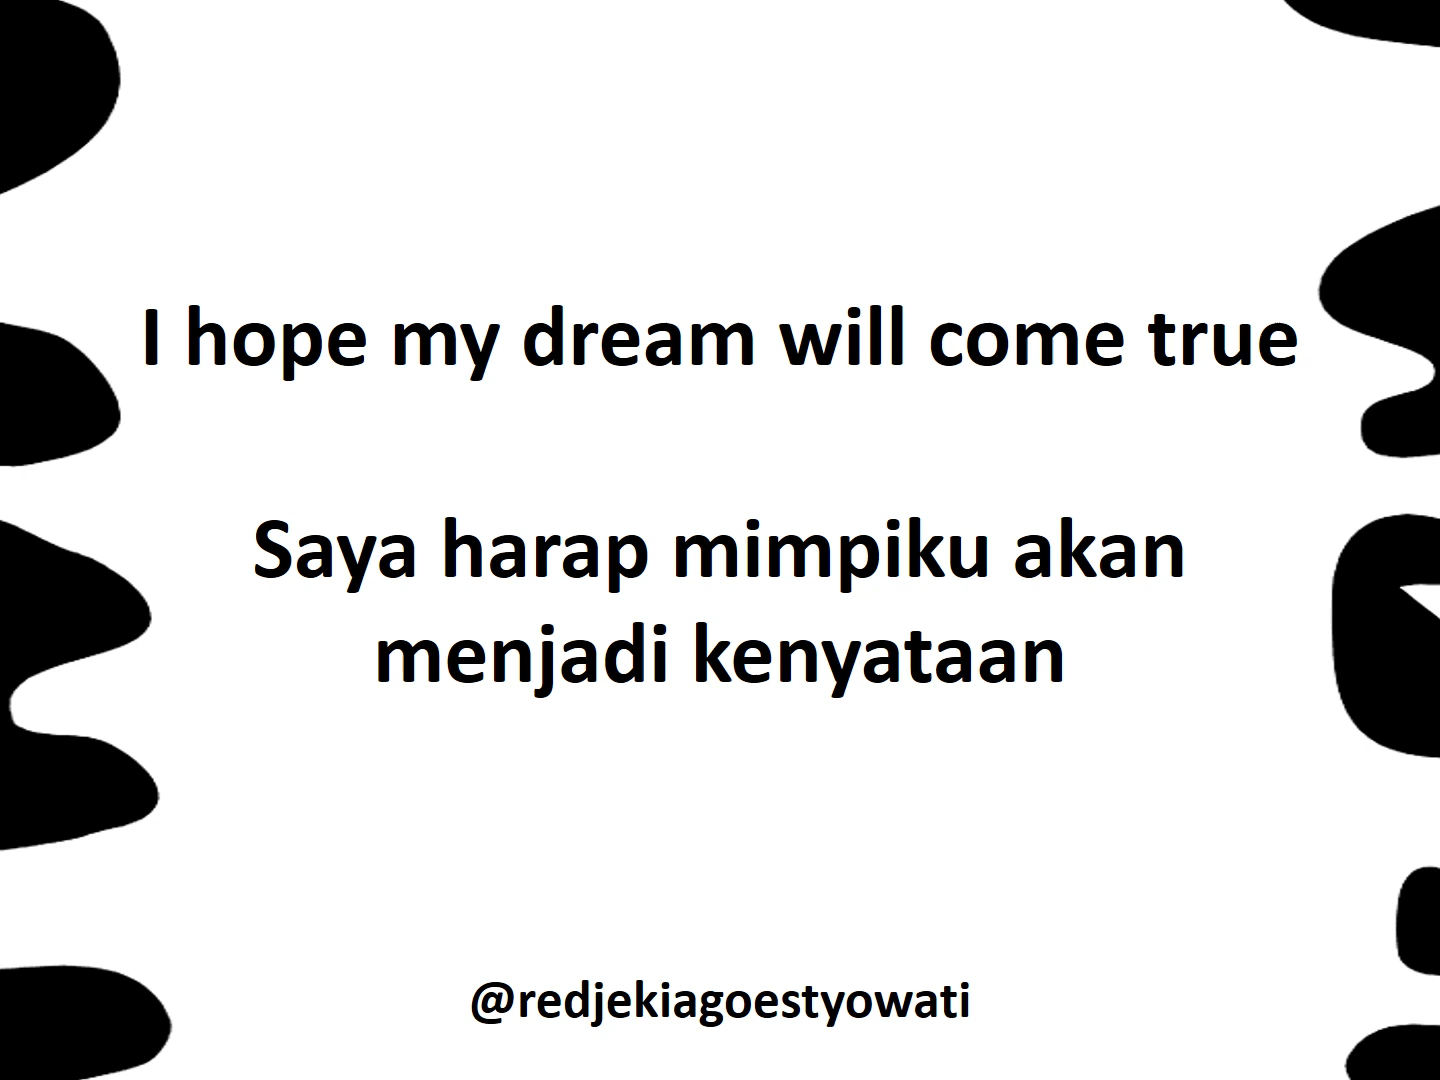 I hope my dream will come true
Saya harap mimpiku akan
menjadi kenyataan
@redjekiagoestyowati